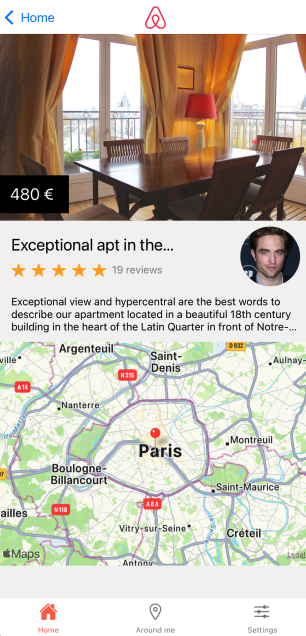 Home
480 €
Exceptional apt in the...
19 reviews
Exceptional view and hypercentral are the best words to
describe our apartment located in a beautiful 18th century
building in the heart of the Latin Quarter in front of Notre-...
Argenteuil
D 932
Saint-
Denis
ville
N 315
Aulnay-
A 14
Nanterre
Paris
Montreuil
Boulogne-
Billancourt
Saint-Maurice
ailles
N 118
A 6 A
Vitry-sur-Seine
Créteil
Maps
Antony
Legal
Home
Around me
Settings